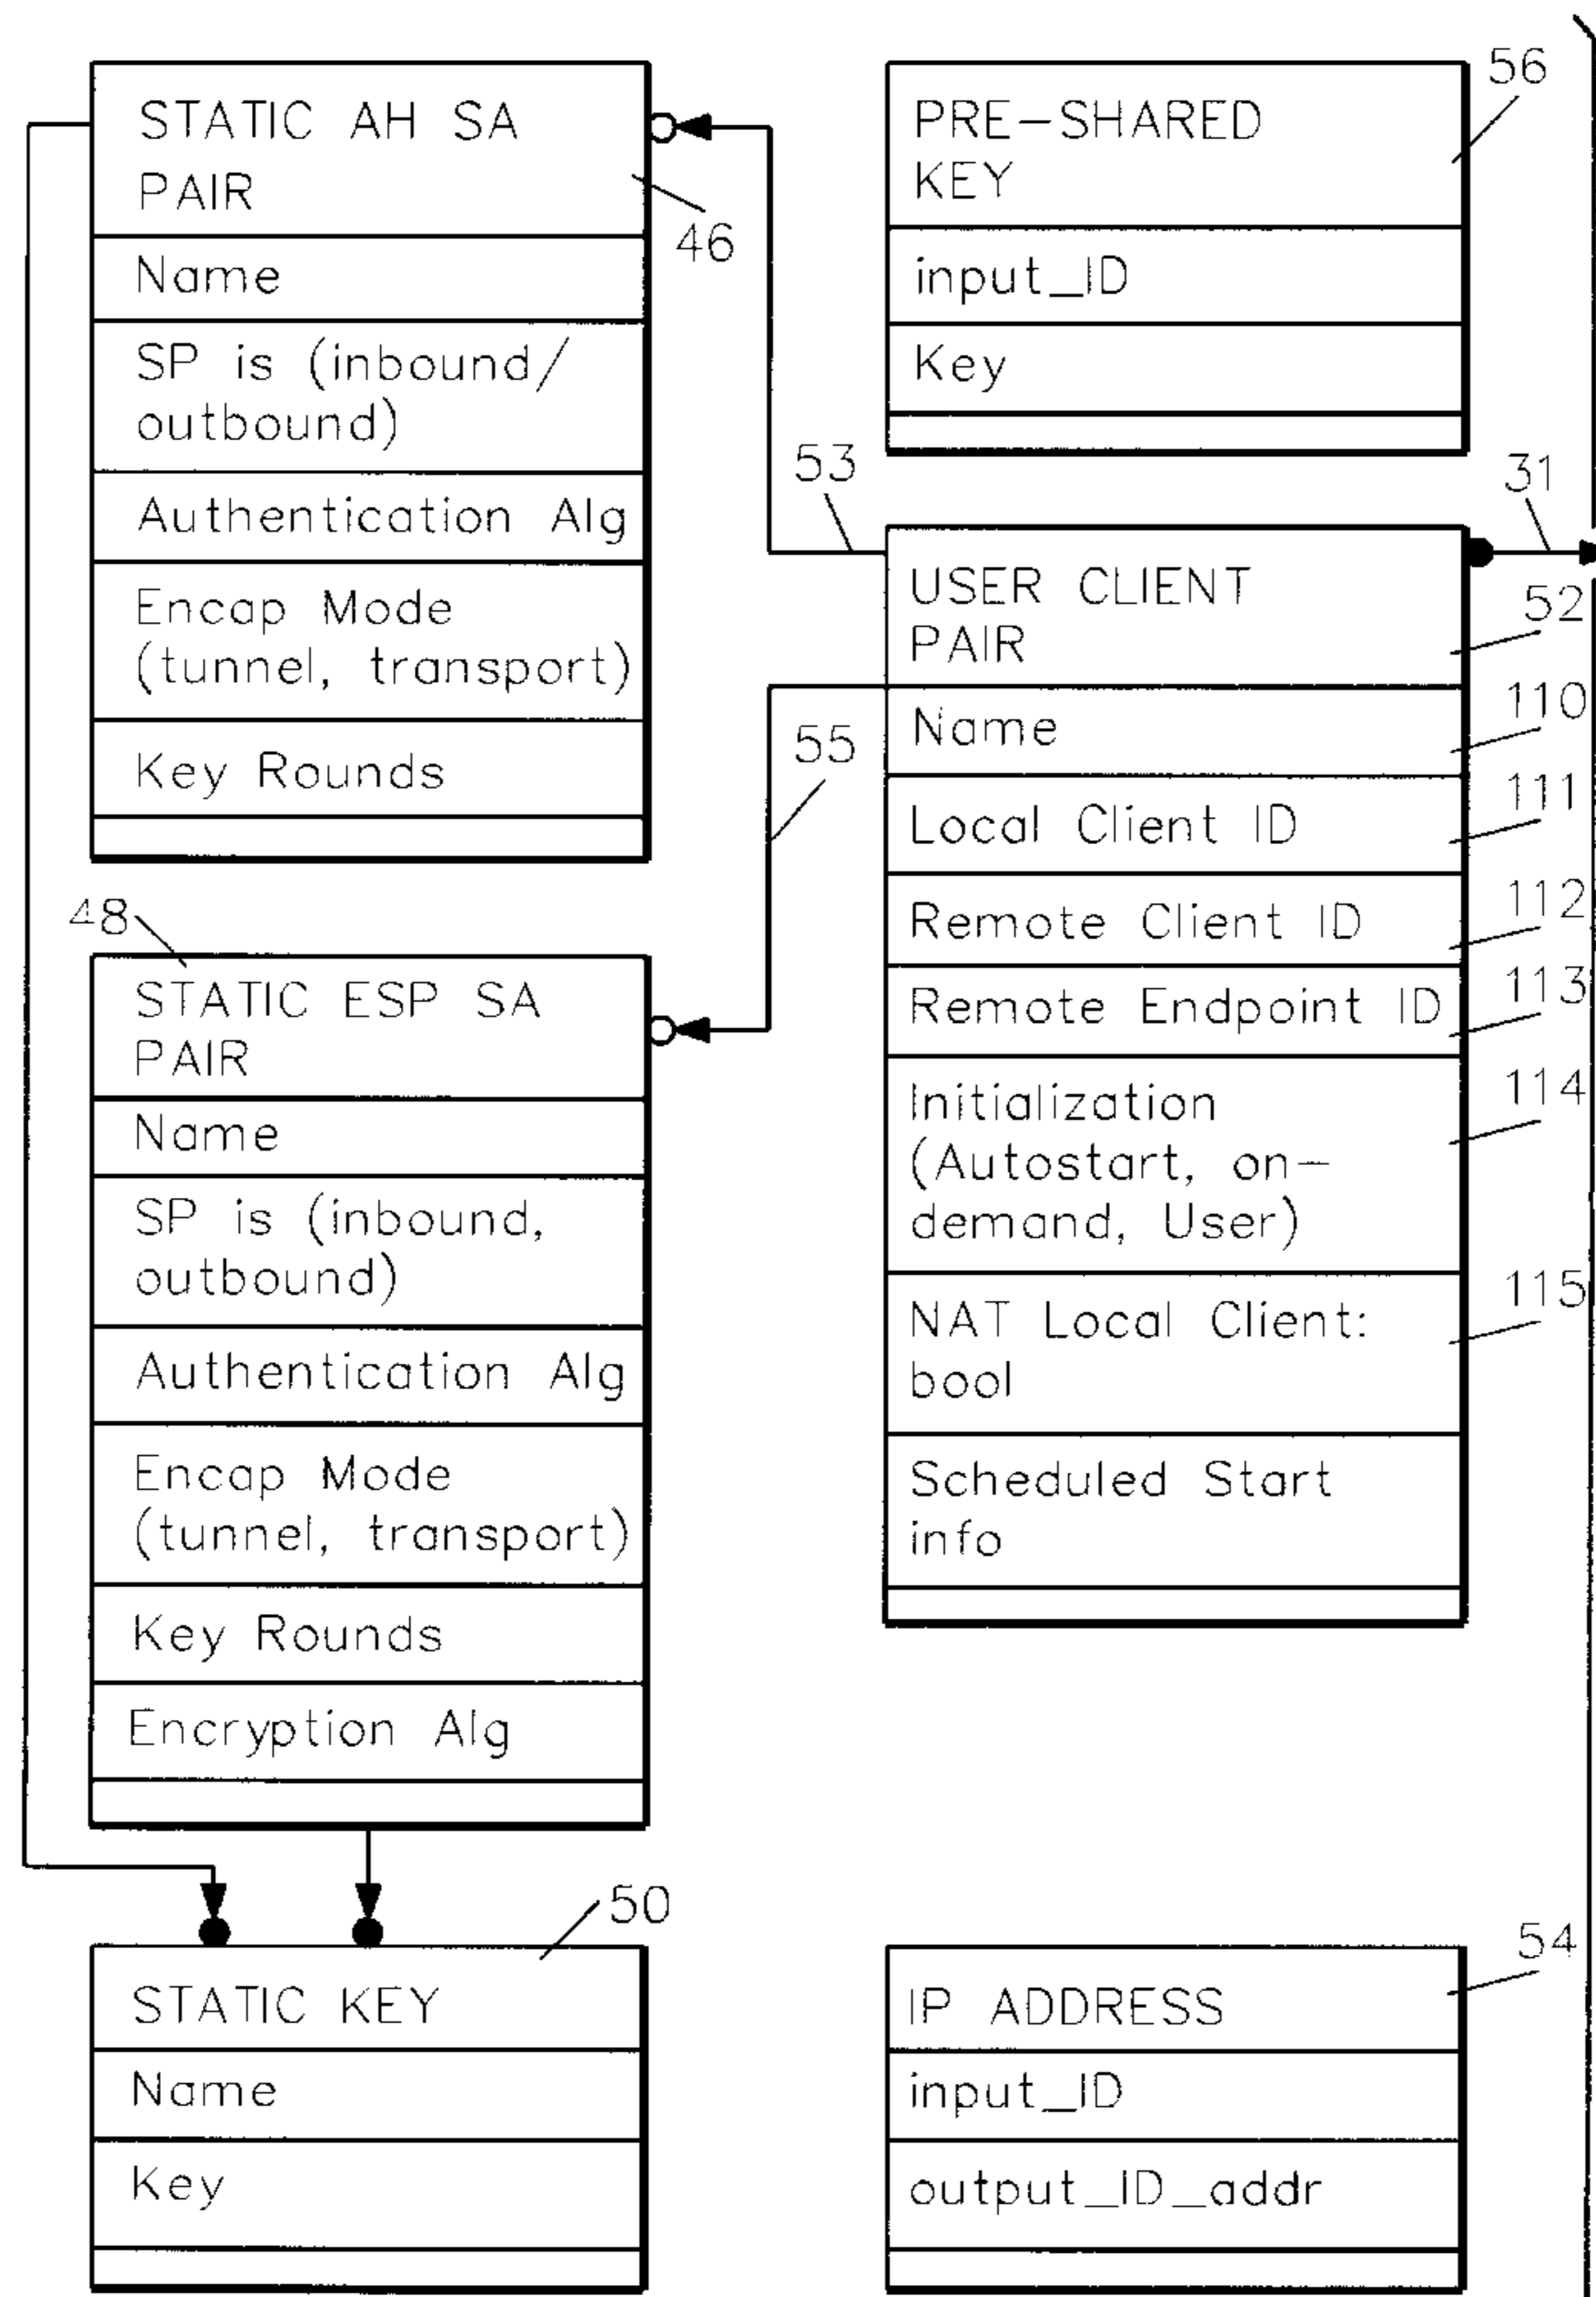 STATIC AH SA
PAIR
46
Name
SP is (inbound/
outbound)
Authentication Alg
Encap Mode
(tunnel, transport)
Key Rounds
48
STATIC ESP SA
PAIR
Name
SP is (inbound,
outbound)
Authentication Alg
Encap Mode
(tunnel, transport)
Key Rounds
Encryption Alg
50
STATIC KEY
Name
Key
56
PRE-SHARED
KEY
input_ID
Key
53
31
USER CLIENT
PAIR
52
55
Name
110
Local Client ID
111
Remote Client ID
112
Remote Endpoint ID
113
Initialization
(Autostart, on-
demand, User)
114
NAT Local Client:
bool
115
Scheduled Start
info
54
IP ADDRESS
input_ID
output_ID_addr